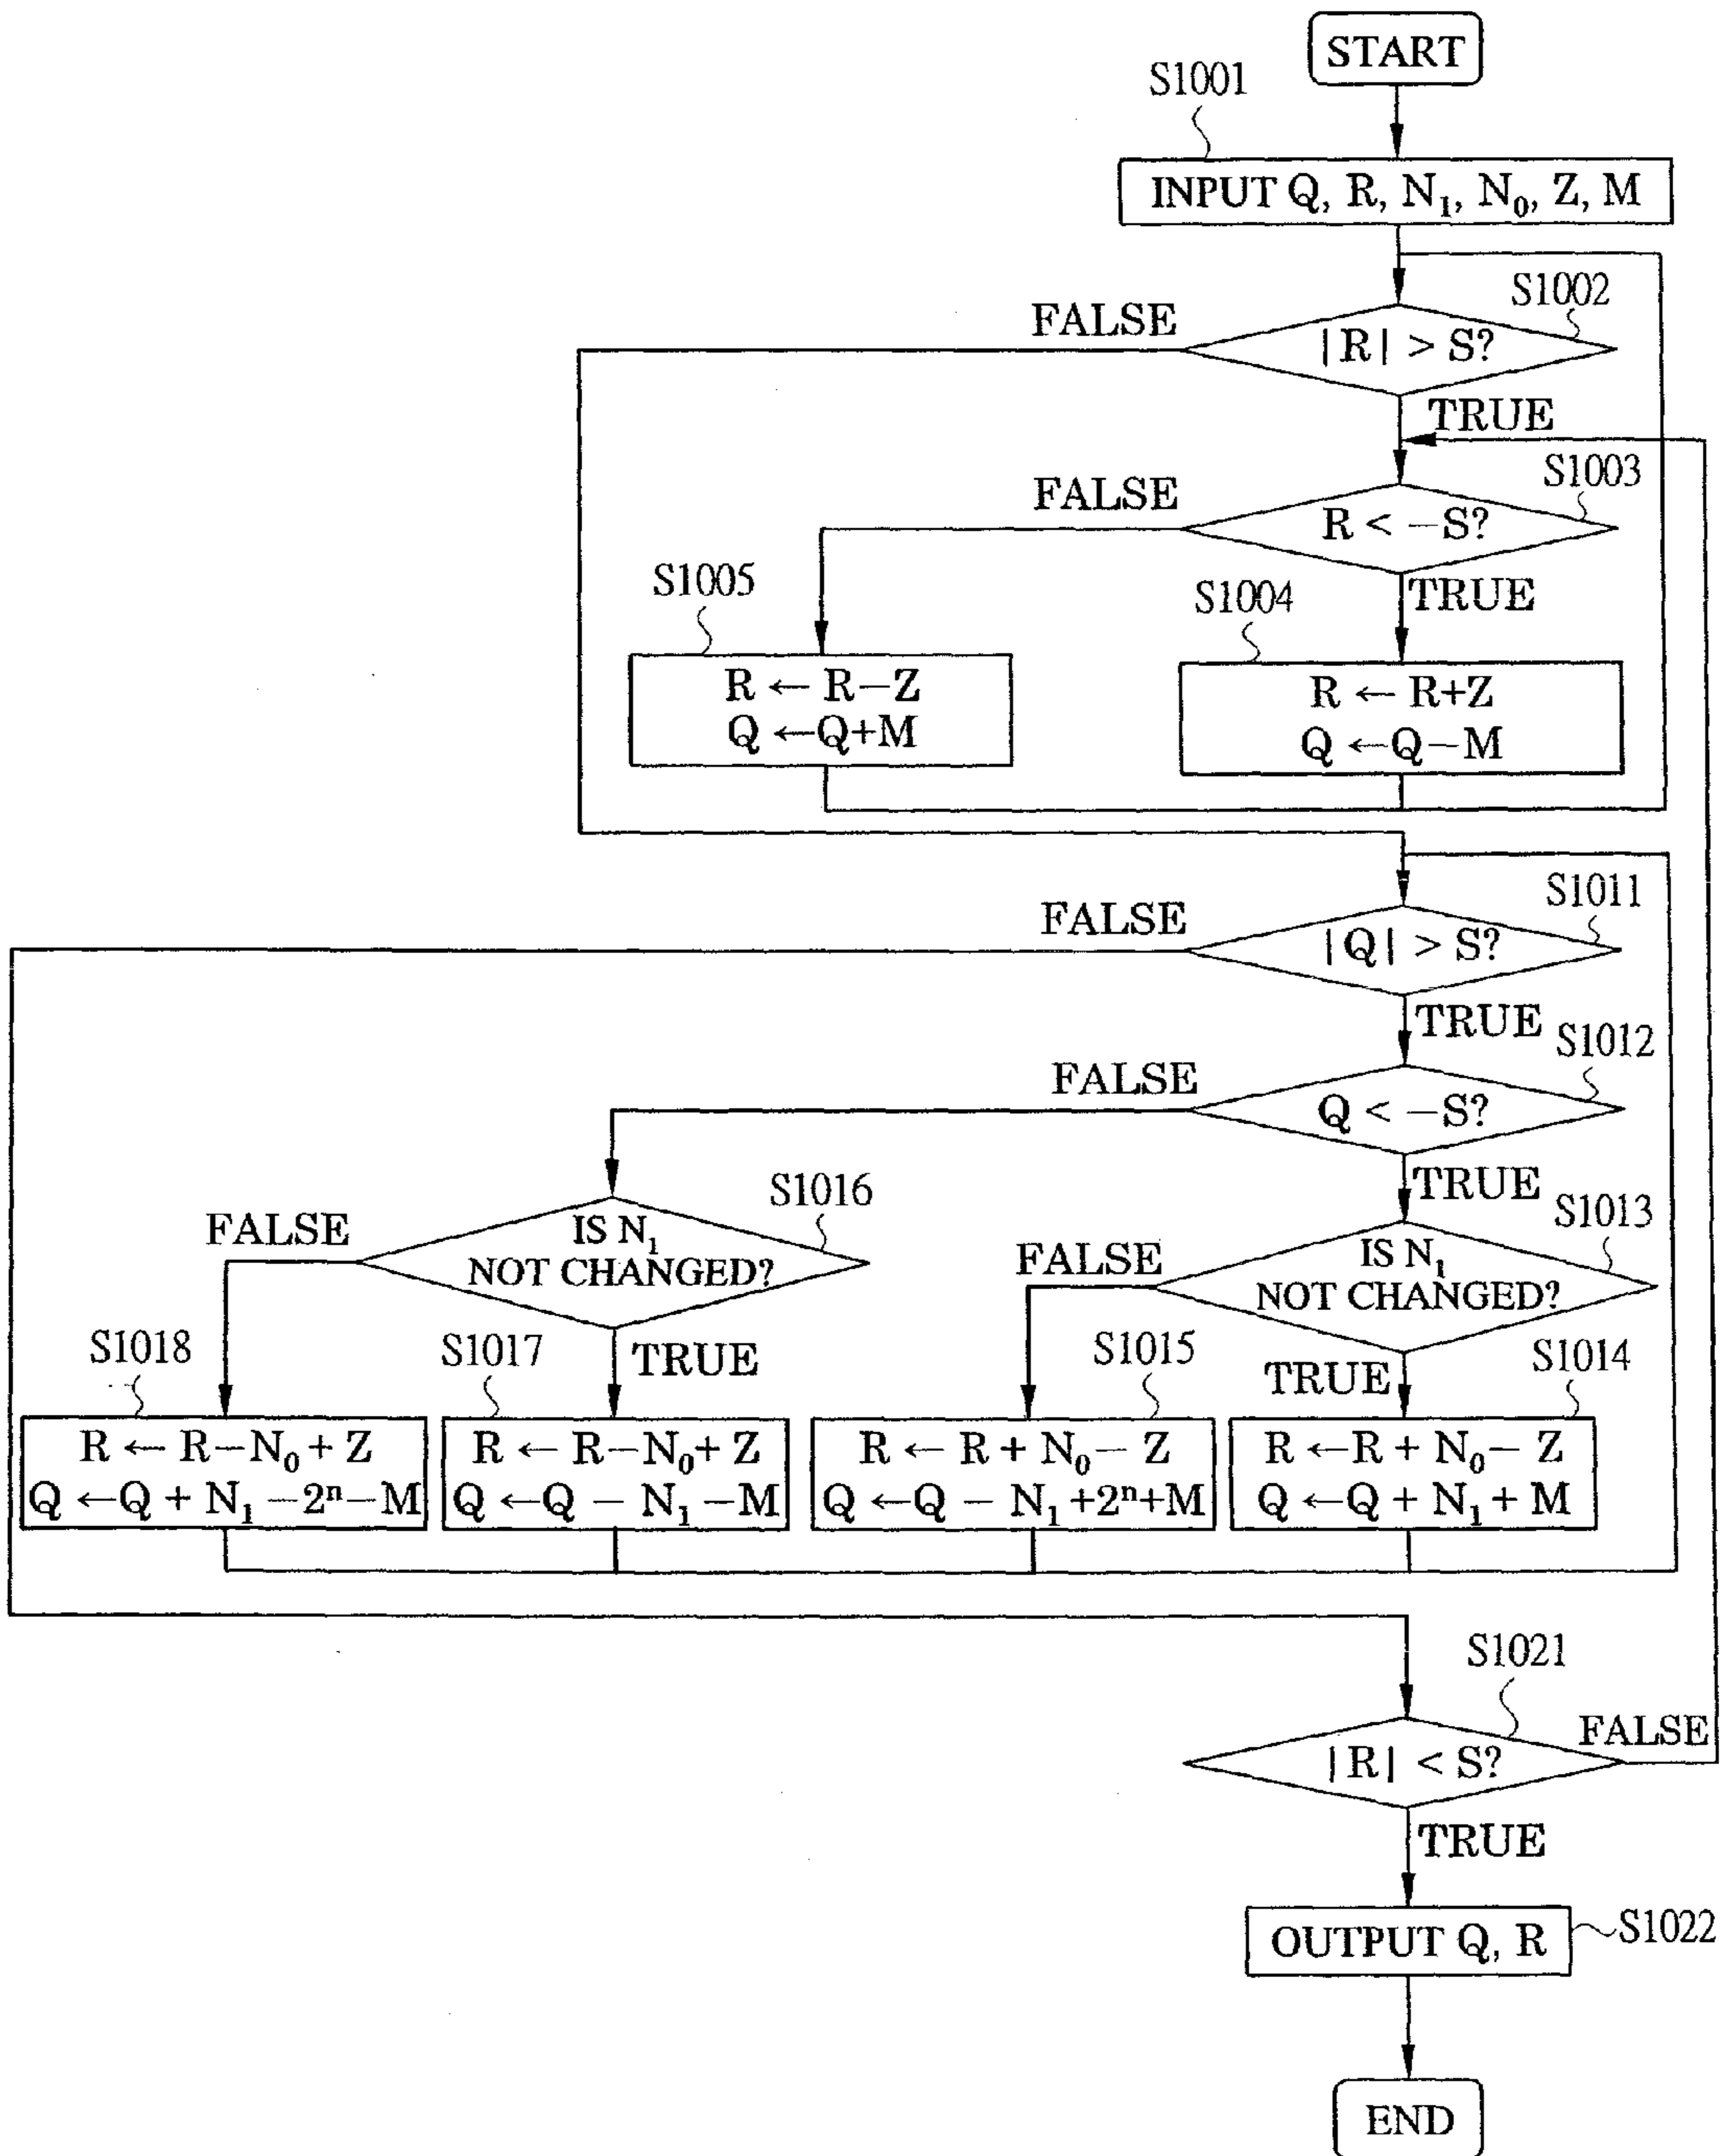 START
S1001
INPUT Q, R, N₁, N₀, Z, M
S1002
FALSE
|R| > S?
TRUE
S1003
FALSE
R < −S?
S1005
S1004
TRUE
R ← R−Z
Q ←Q+M
R ← R+Z
Q ←Q−M
S1011
FALSE
|Q| > S?
TRUE
S1012
FALSE
Q < −S?
TRUE
S1016
FALSE
IS N₁
NOT CHANGED?
S1013
FALSE
IS N₁
NOT CHANGED?
S1018
S1017
TRUE
S1015
TRUE
S1014
R ← R−N₀+ Z
Q ←Q + N₁ −2ⁿ−M
R ← R−N₀+ Z
Q ←Q − N₁ −M
R ← R + N₀− Z
Q ←Q − N₁ +2ⁿ+M
R ←R + N₀− Z
Q ←Q + N₁ + M
S1021
FALSE
|R| < S?
TRUE
OUTPUT Q, R
S1022
END